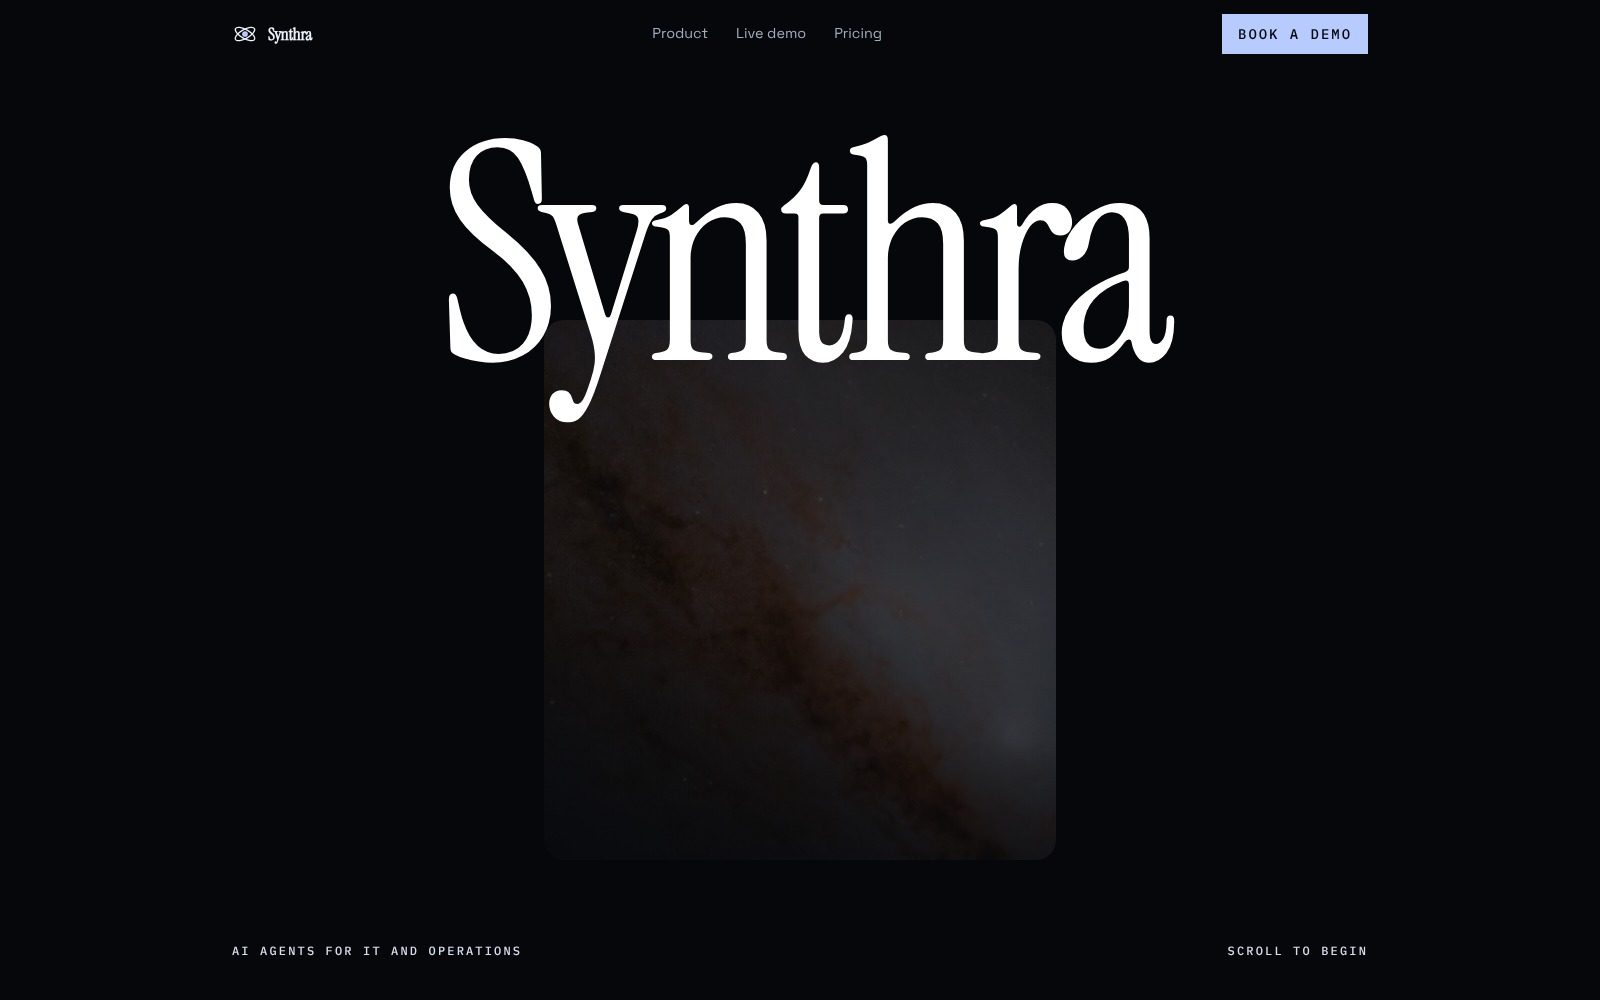 Synthra
Product
Live demo
Pricing
BOOK A DEMO
Synthra
AI AGENTS FOR IT AND OPERATIONS
SCROLL TO BEGIN